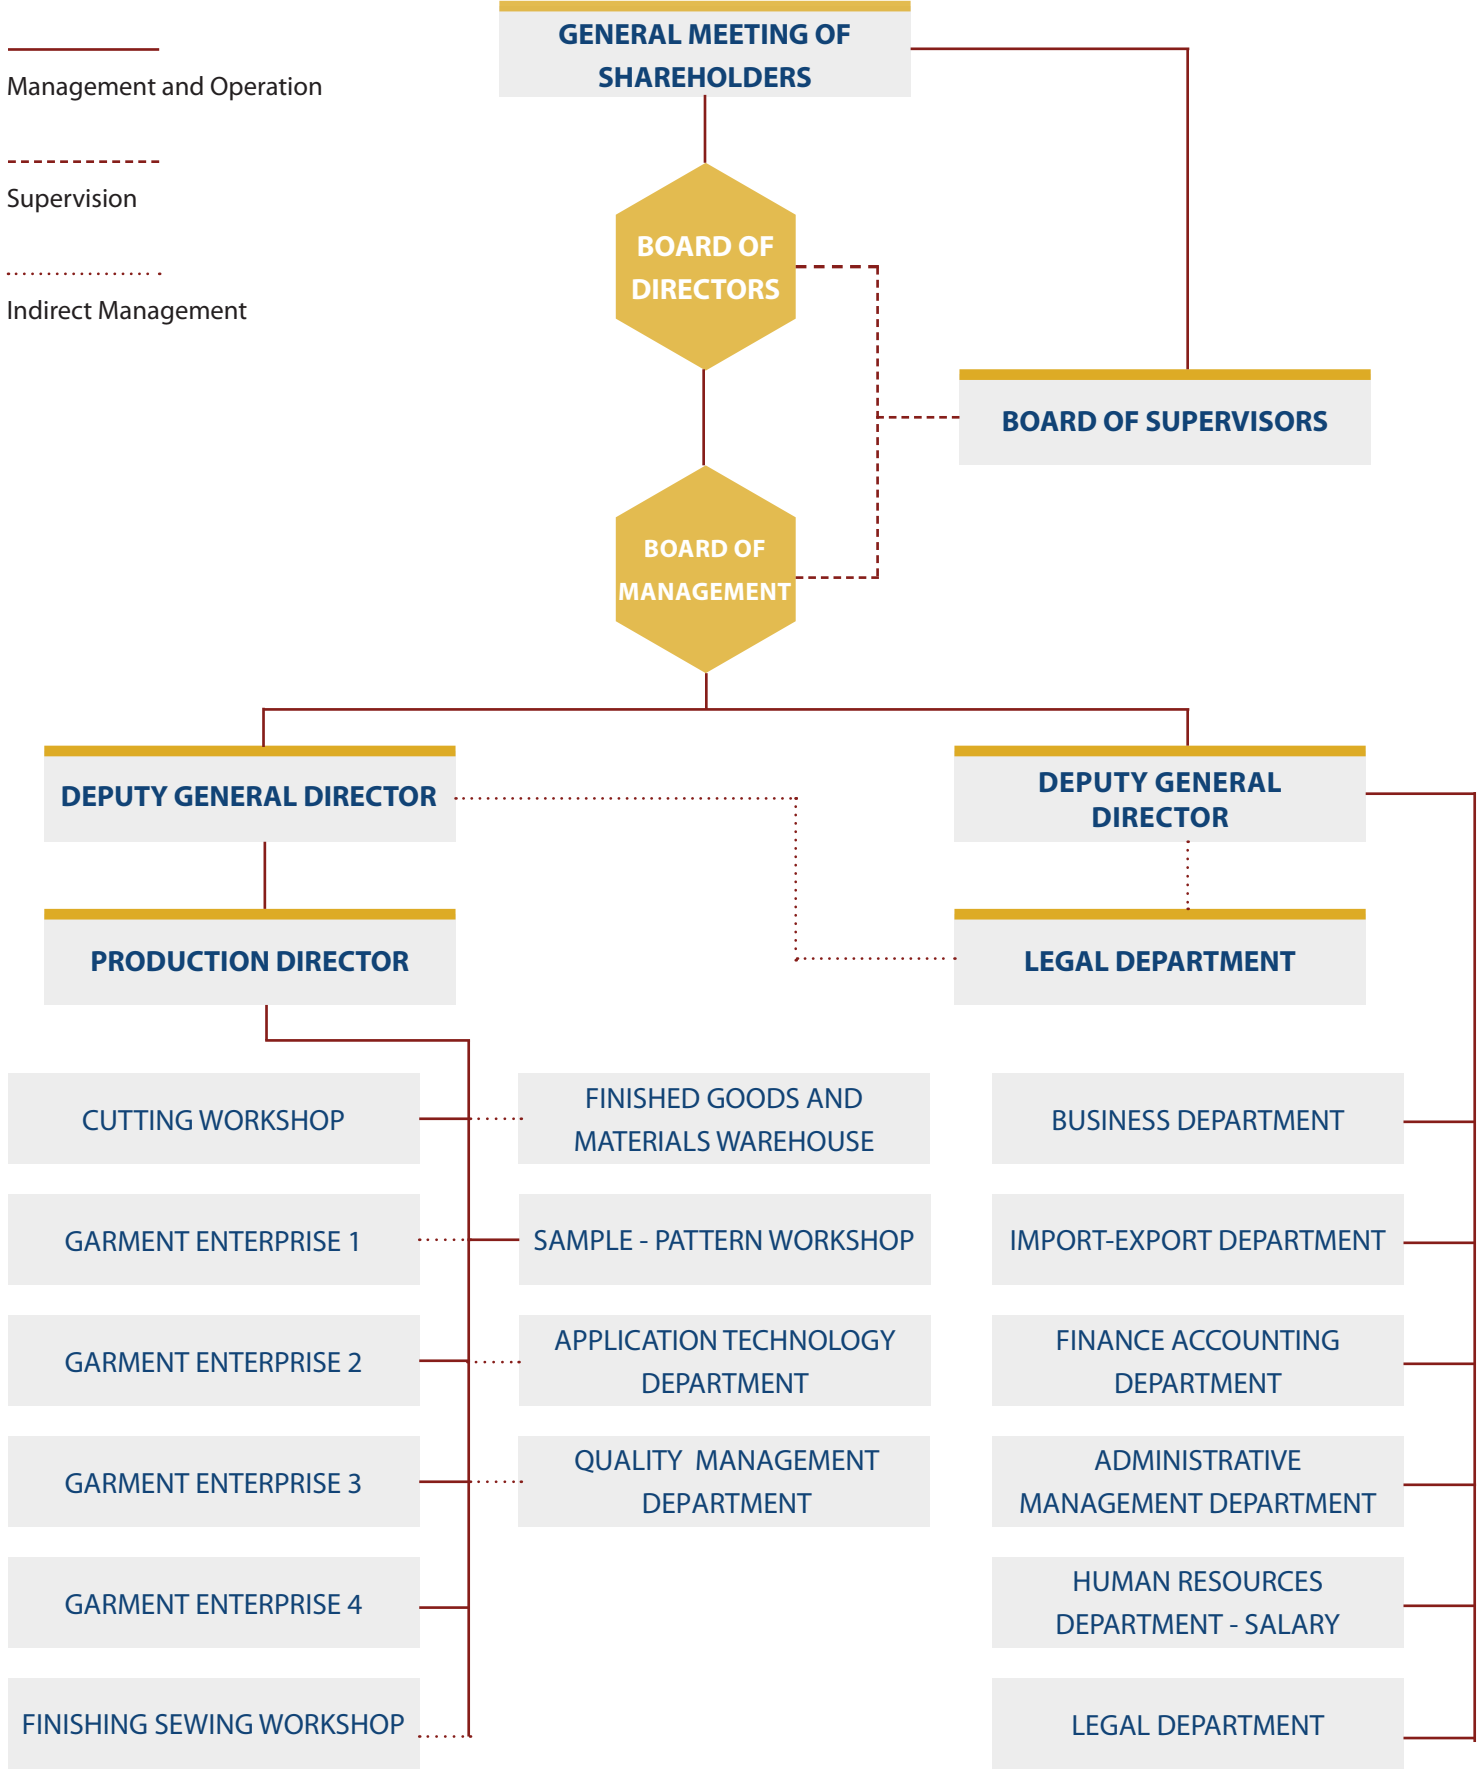 GENERAL MEETING OF
SHAREHOLDERS
Management and Operation
Supervision
Indirect Management
BOARD OF
DIRECTORS
BOARD OF SUPERVISORS
BOARD OF
MANAGEMENT
DEPUTY GENERAL DIRECTOR
DEPUTY GENERAL
DIRECTOR
PRODUCTION DIRECTOR
LEGAL DEPARTMENT
CUTTING WORKSHOP
GARMENT ENTERPRISE 1
GARMENT ENTERPRISE 2
GARMENT ENTERPRISE 3
GARMENT ENTERPRISE 4
FINISHING SEWING WORKSHOP
FINISHED GOODS AND
MATERIALS WAREHOUSE
SAMPLE - PATTERN WORKSHOP
APPLICATION TECHNOLOGY
DEPARTMENT
QUALITY MANAGEMENT
DEPARTMENT
BUSINESS DEPARTMENT
IMPORT-EXPORT DEPARTMENT
FINANCE ACCOUNTING
DEPARTMENT
ADMINISTRATIVE
MANAGEMENT DEPARTMENT
HUMAN RESOURCES
DEPARTMENT - SALARY
LEGAL DEPARTMENT